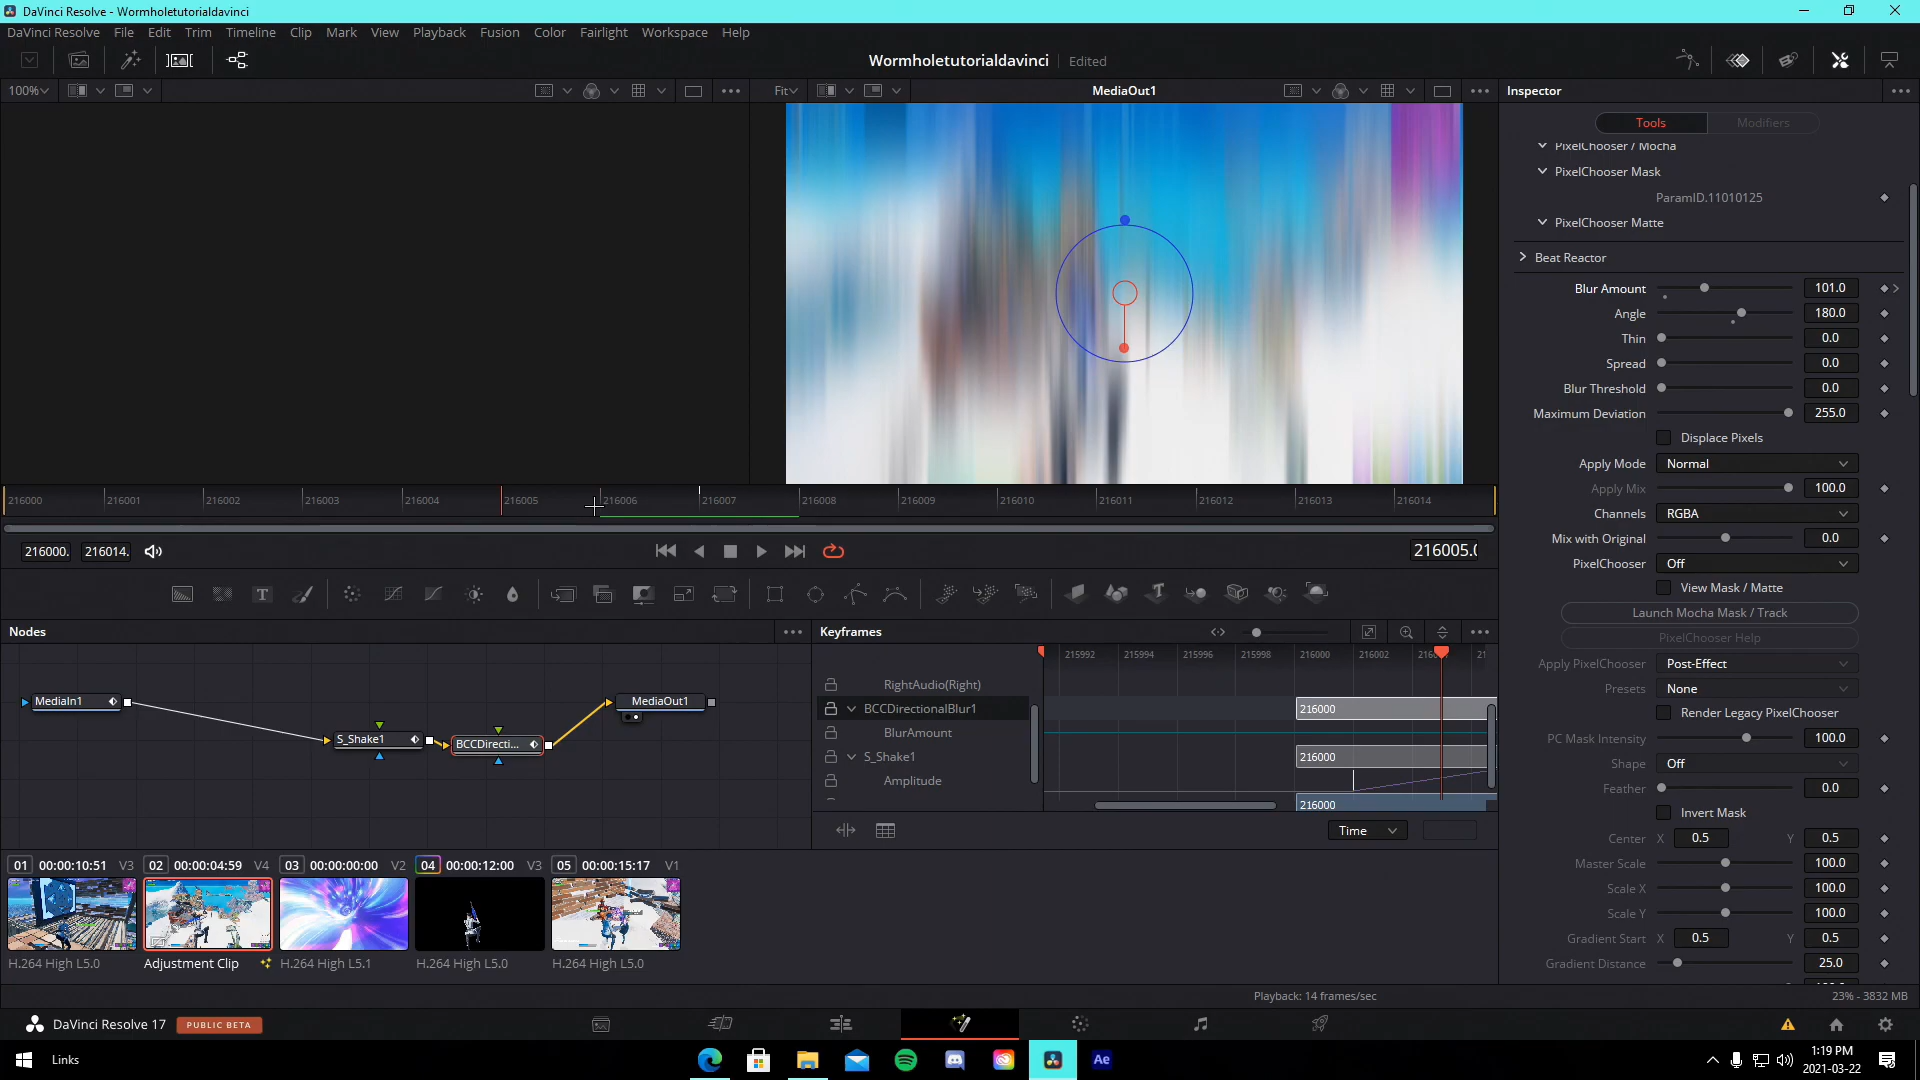 DaVinci Resolve - Wormholetutorialdavinci
DaVinci Resolve File Edit Trim Timeline Clip Mark View Playback Fusion Color Fairlight Workspace Help
Wormholetutorialdavinci Edited
100% Fit MediaOut1 Inspector
Tools Modifiers
PixelChooser / Mocha
PixelChooser Mask
ParamID.11010125
PixelChooser Matte
Beat Reactor
Blur Amount 101.0
Angle 180.0
Thin 0.0
Spread 0.0
Blur Threshold 0.0
Maximum Deviation 255.0
Displace Pixels
Apply Mode Normal
Apply Mix 100.0
Channels RGBA
Mix with Original 0.0
PixelChooser Off
View Mask / Matte
Launch Mocha Mask / Track
PixelChooser Help
Apply PixelChooser Post-Effect
Presets None
Render Legacy PixelChooser
PC Mask Intensity 100.0
Shape Off
Feather 0.0
Invert Mask
Center X 0.5 Y 0.5
Master Scale 100.0
Scale X 100.0
Scale Y 100.0
Gradient Start X 0.5 Y 0.5
Gradient Distance 25.0
216000 216001 216002 216003 216004 216005 216006 216007 216008 216009 216010 216011 216012 216013 216014
216000. 216014. 216005.0
Nodes
MediaIn1
S_Shake1
BCCDirecti...
MediaOut1
Keyframes
215992 215994 215996 215998 216000 216002
RightAudio(Right)
BCCDirectionalBlur1 216000
BlurAmount
S_Shake1 216000
Amplitude
216000
Time
01 00:00:10:51 V3 02 00:00:04:59 V4 03 00:00:00:00 V2 04 00:00:12:00 V3 05 00:00:15:17 V1
H.264 High L5.0 Adjustment Clip H.264 High L5.1 H.264 High L5.0 H.264 High L5.0
Playback: 14 frames/sec 23% - 3832 MB
DaVinci Resolve 17 PUBLIC BETA
Links
Ae
1:19 PM
2021-03-22